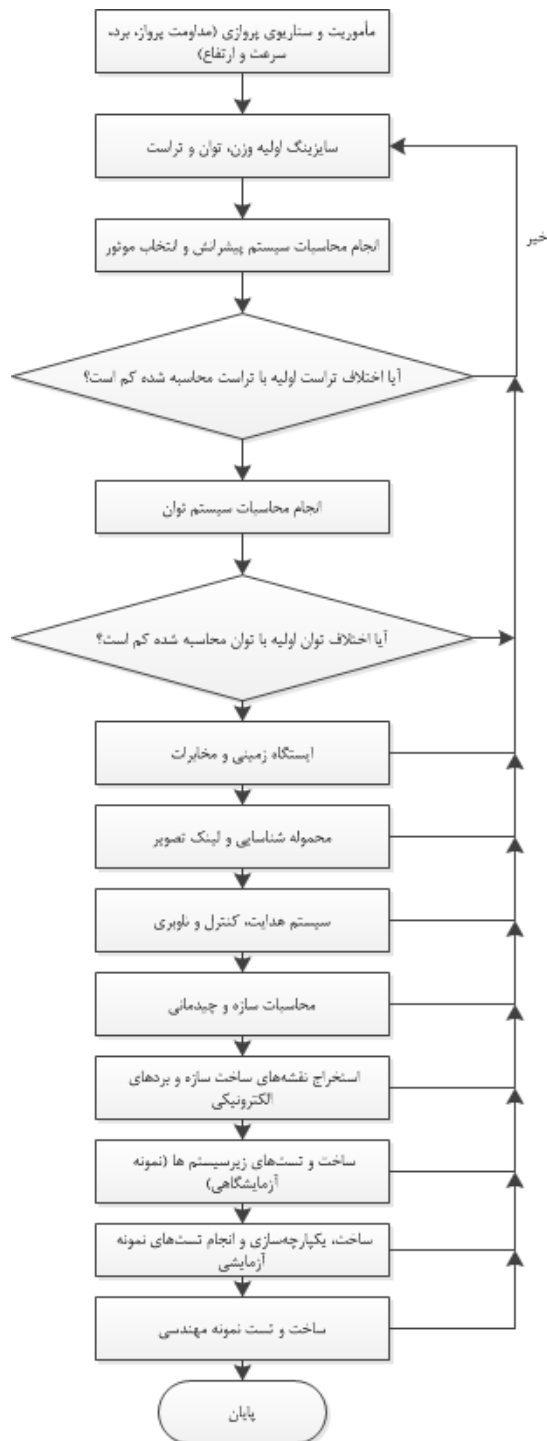 مأموریت و سناریوی پروازی (مداومت پرواز، برد،
سرعت و ارتفاع)
سایزینگ اولیه وزن، توان و تراست
خیر
انجام محاسبات سیستم پیشرانش و انتخاب موتور
آیا اختلاف تراست اولیه با تراست محاسبه شده کم است؟
انجام محاسبات سیستم توان
آیا اختلاف توان اولیه با توان محاسبه شده کم است؟
ایستگاه زمینی و مخابرات
محموله شناسایی و لینک تصویر
سیستم هدایت، کنترل و ناوبری
محاسبات سازه و چیدمانی
استخراج نقشه‌های ساخت سازه و بردهای
الکترونیکی
ساخت و تست‌های زیرسیستم ها (نمونه
آزمایشگاهی)
ساخت، یکپارچه‌سازی و انجام تست‌های نمونه
آزمایشی
ساخت و تست نمونه مهندسی
پایان